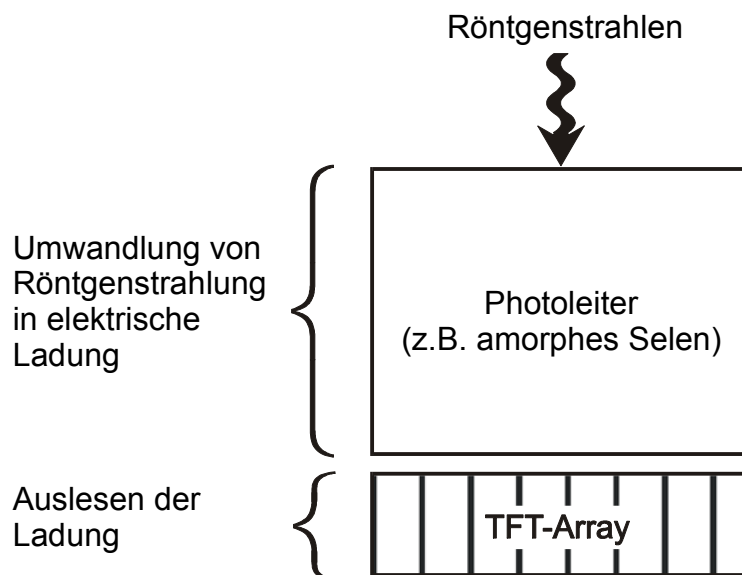 Röntgenstrahlen
Umwandlung von
Röntgenstrahlung
in elektrische
Ladung
Photoleiter
(z.B. amorphes Selen)
Auslesen der
Ladung
TFT-Array